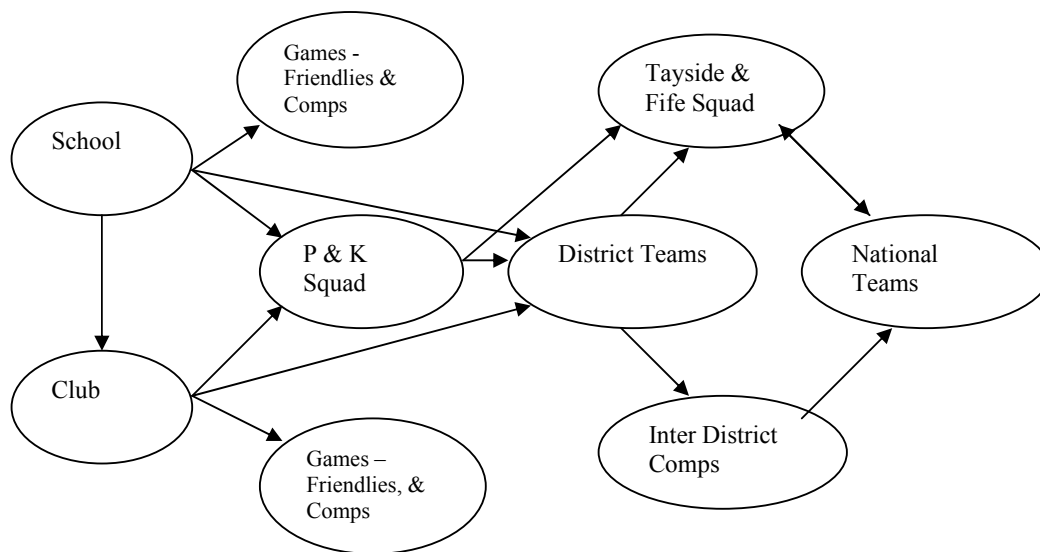 Games -
Friendlies &
Comps
Tayside &
Fife Squad
School
P & K
Squad
District Teams
National
Teams
Club
Inter District
Comps
Games –
Friendlies, &
Comps